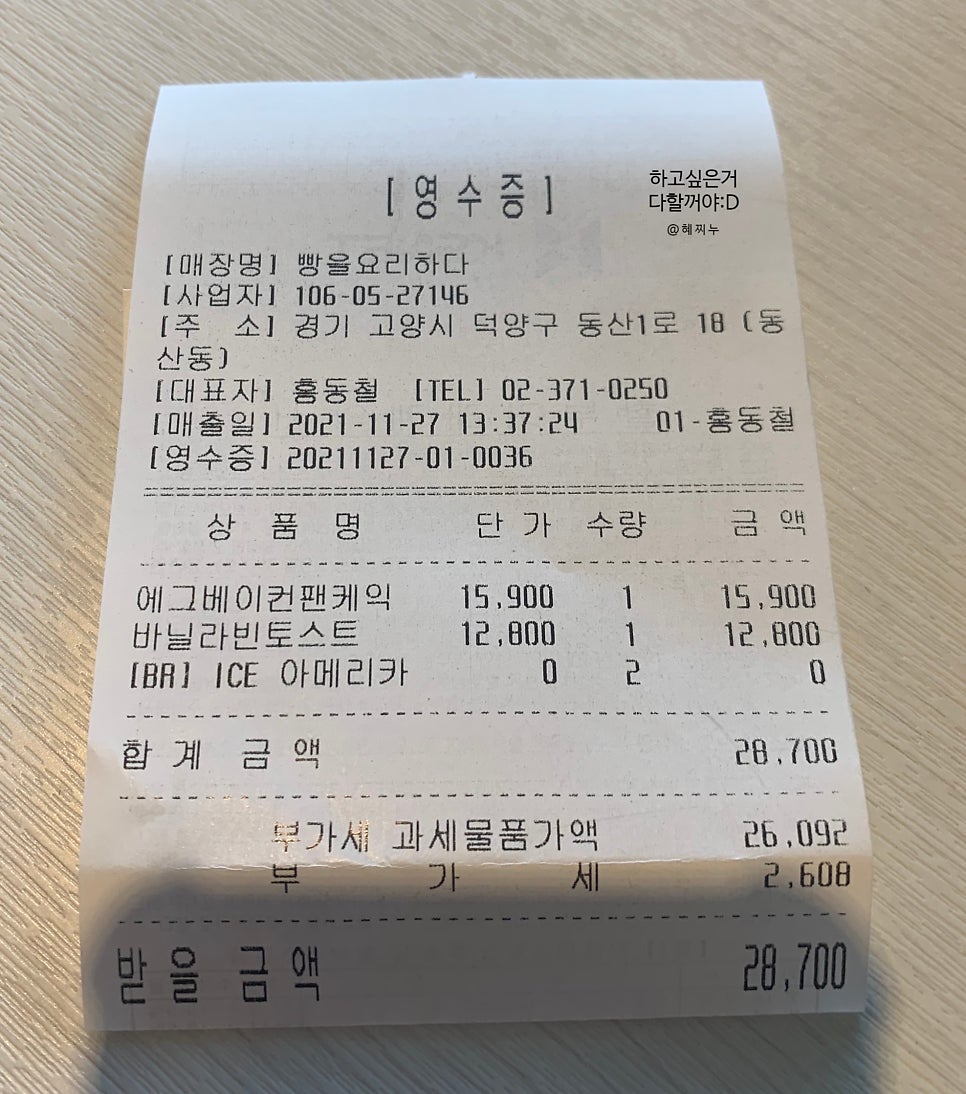 [영수증]
하고싶은거
다할꺼야:D
@혜찌누
[매장명] 빵을요리하다
[사업자] 106-05-27146
[주 소] 경기 고양시 덕양구 동산1로 18 (동
산동)
[대표자] 홍동철 [TEL] 02-371-0250
[매출일] 2021-11-27 13:37:24 01-홍동철
[영수증] 20211127-01-0036
상 품 명 단 가 수량 금 액
에그베이컨팬케익 15,900 1 15,900
바닐라빈토스트 12,800 1 12,800
[BR] ICE 아메리카 0 2 0
합 계 금 액 28,700
부가세 과세물품가액 26,092
부 가 세 2,608
받 을 금 액 28,700